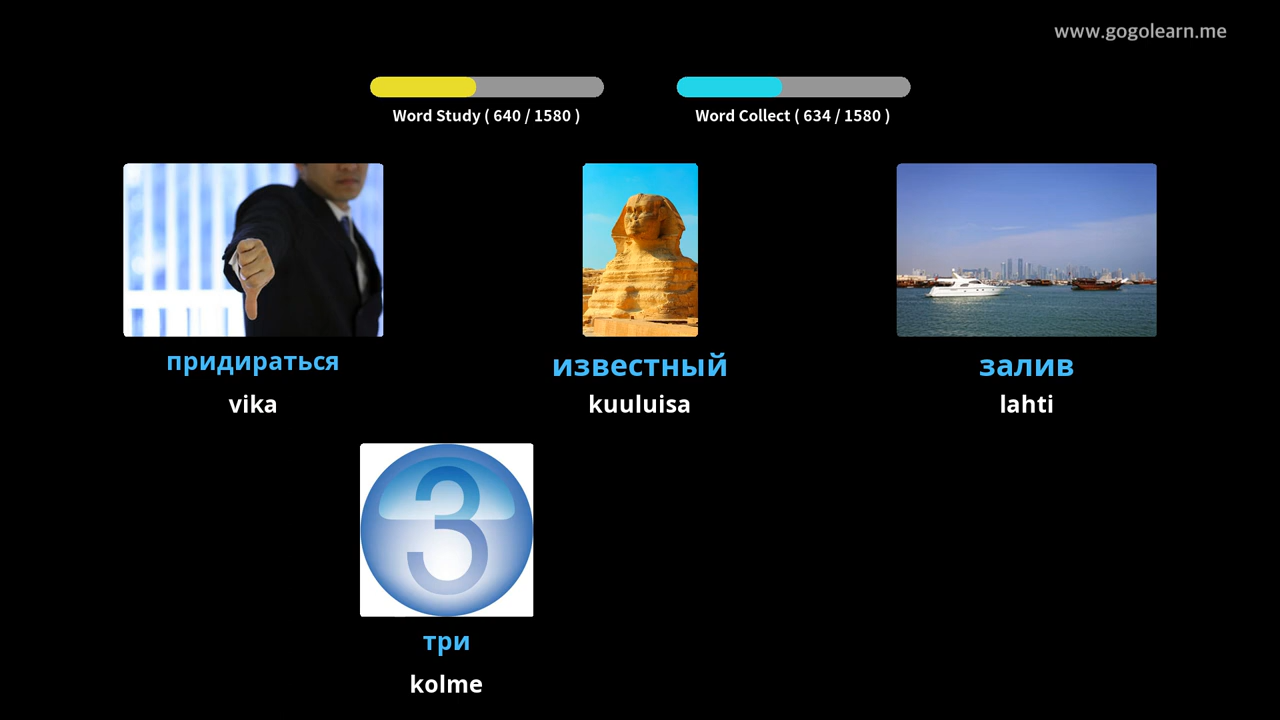 www.gogolearn.me
Word Study ( 640 / 1580 )
Word Collect ( 634 / 1580 )
придираться
известный
залив
vika
kuuluisa
lahti
3
три
kolme